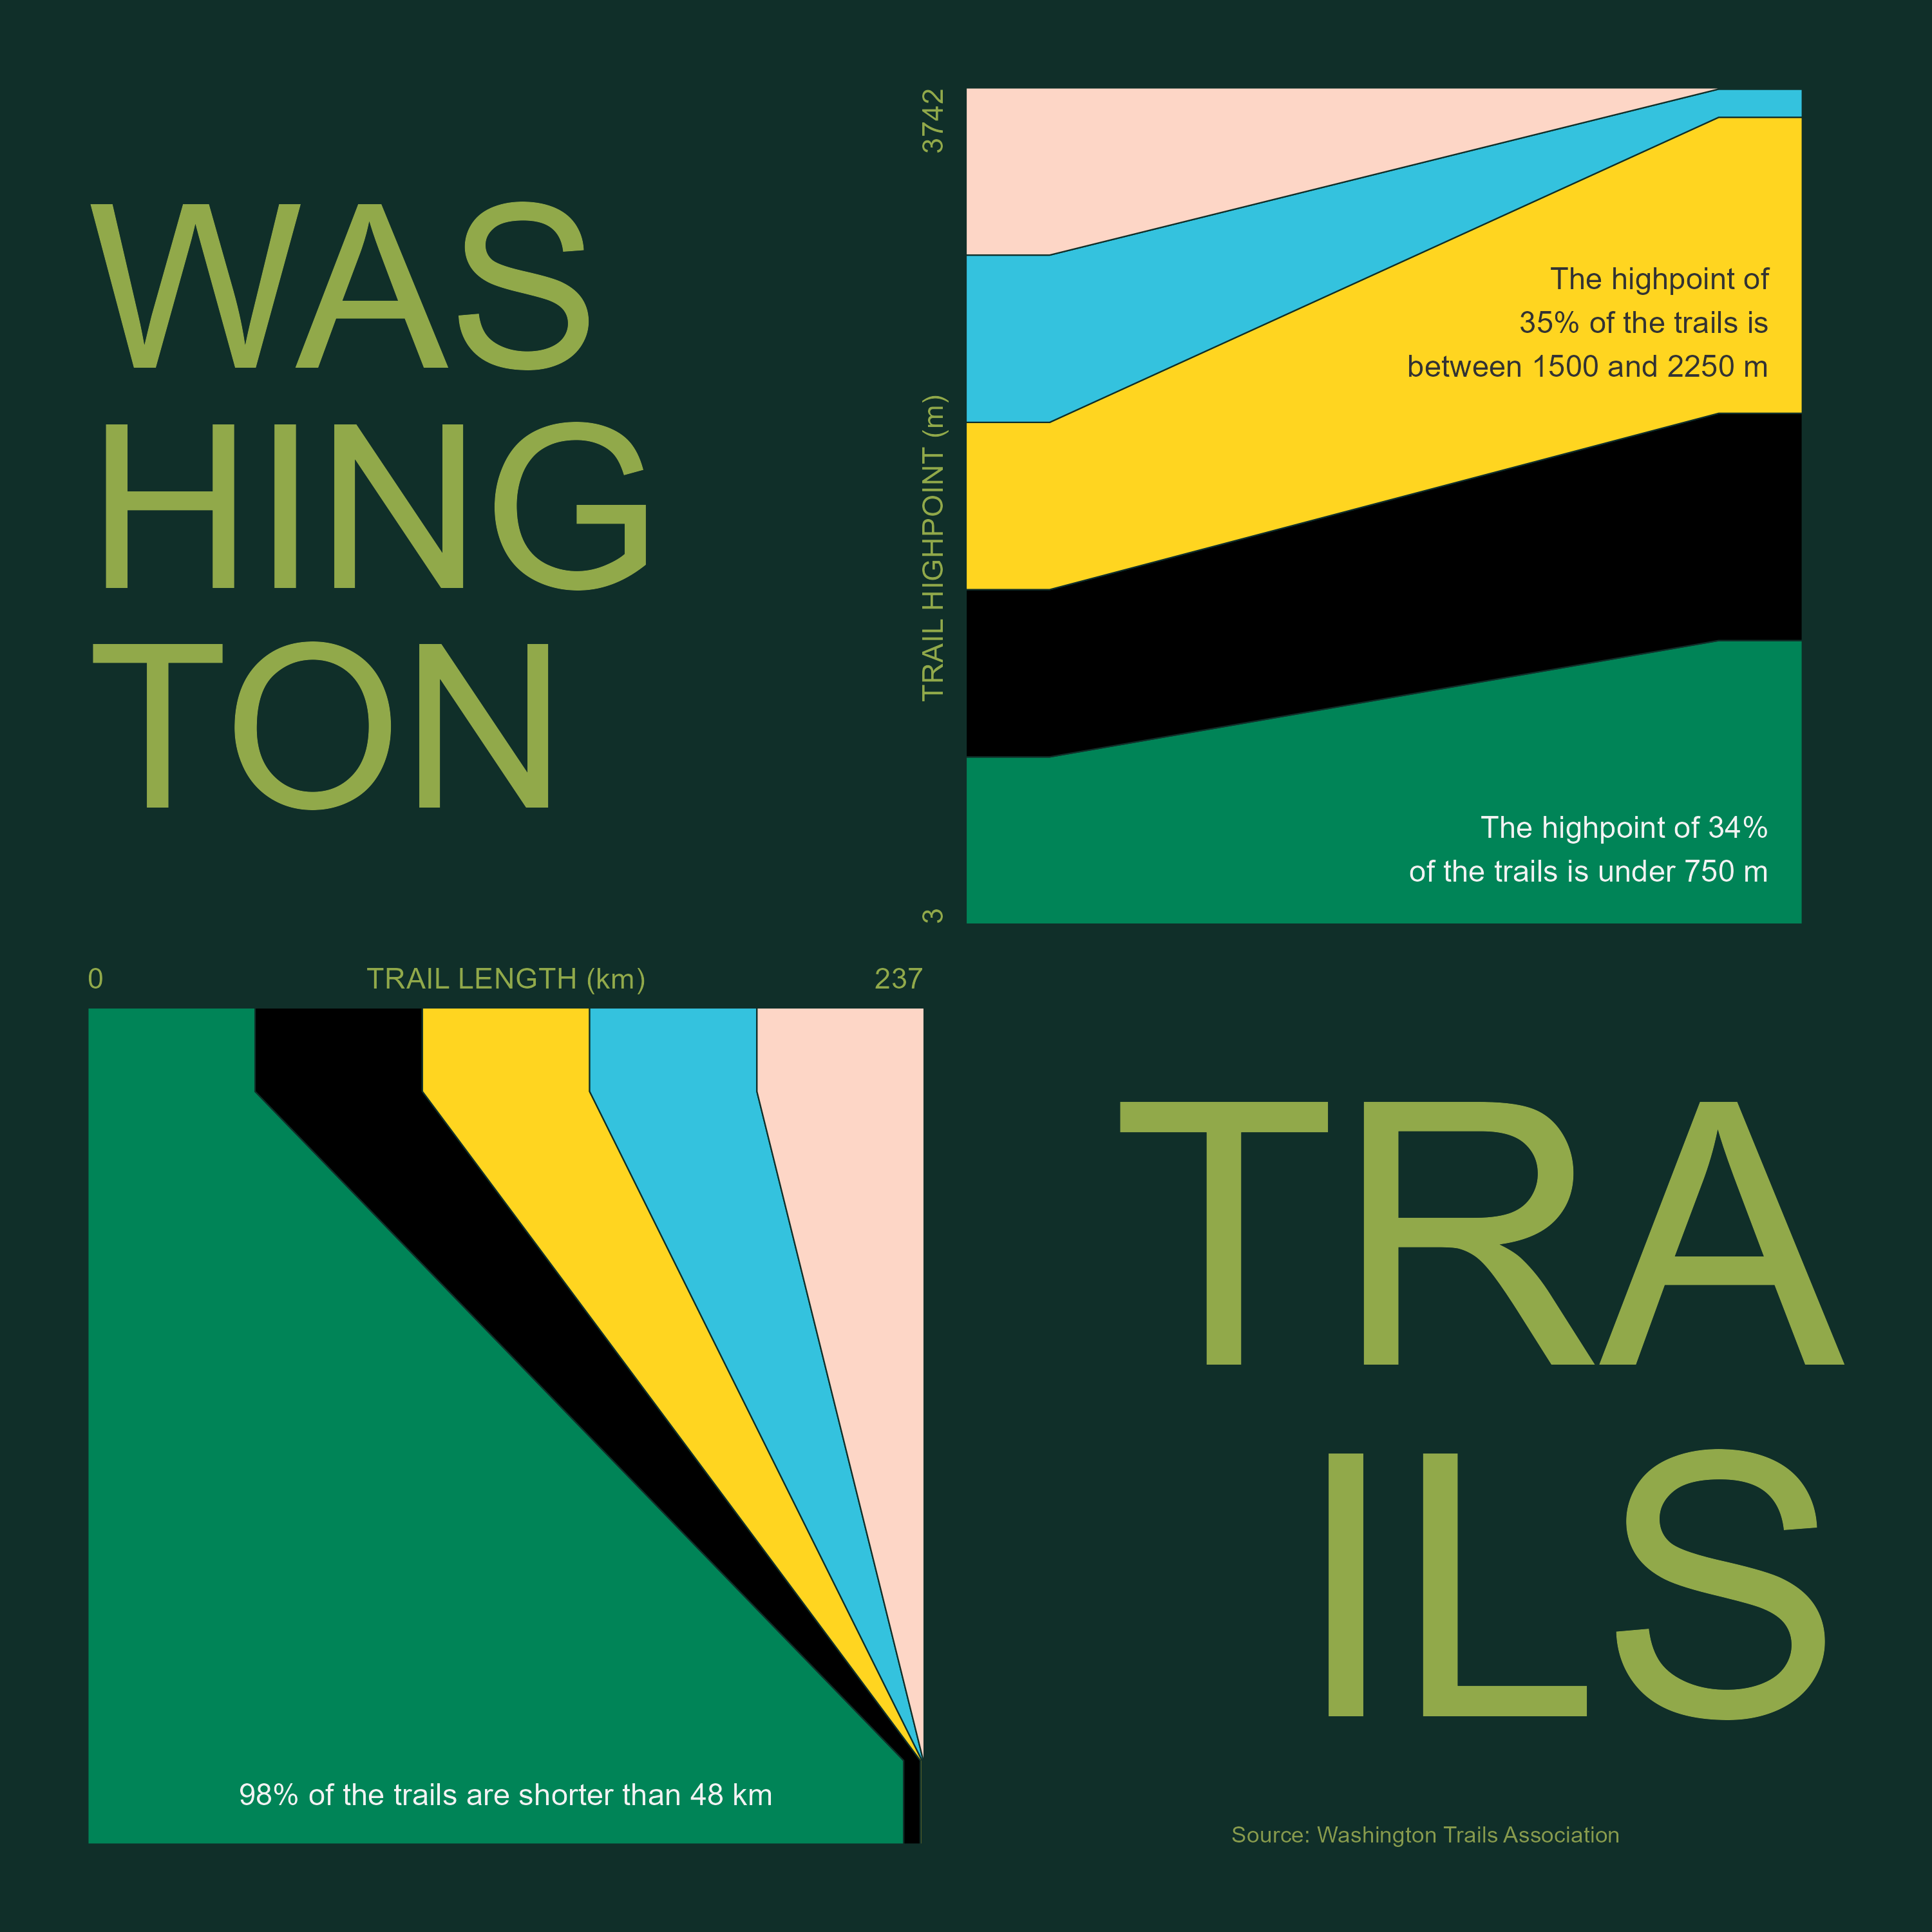 WAS
HING
TON
3742
TRAIL HIGHPOINT (m)
3
The highpoint of
35% of the trails is
between 1500 and 2250 m
The highpoint of 34%
of the trails is under 750 m
0 TRAIL LENGTH (km) 237
98% of the trails are shorter than 48 km
TRA
ILS
Source: Washington Trails Association